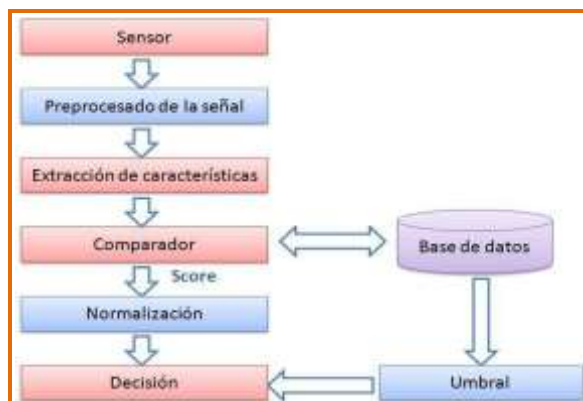 Sensor
Preprocesado de la señal
Extracción de características
Comparador
Base de datos
Score
Normalización
Decisión
Umbral